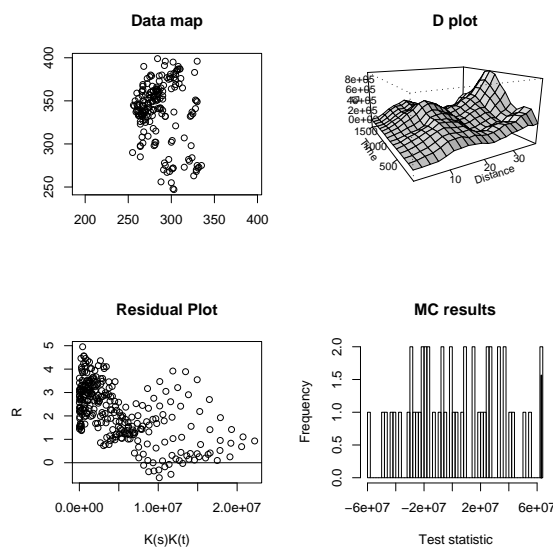 Data map
400
350
300
250
200
250
300
350
400
D plot
8e+05
6e+05
4e+05
2e+05
0e+00
1500
1000
500
Time
10
20
30
Distance
Residual Plot
R
5
4
3
2
1
0
0.0e+00
1.0e+07
2.0e+07
K(s)K(t)
MC results
Frequency
2.0
1.5
1.0
0.5
0.0
−6e+07
−2e+07
2e+07
6e+07
Test statistic